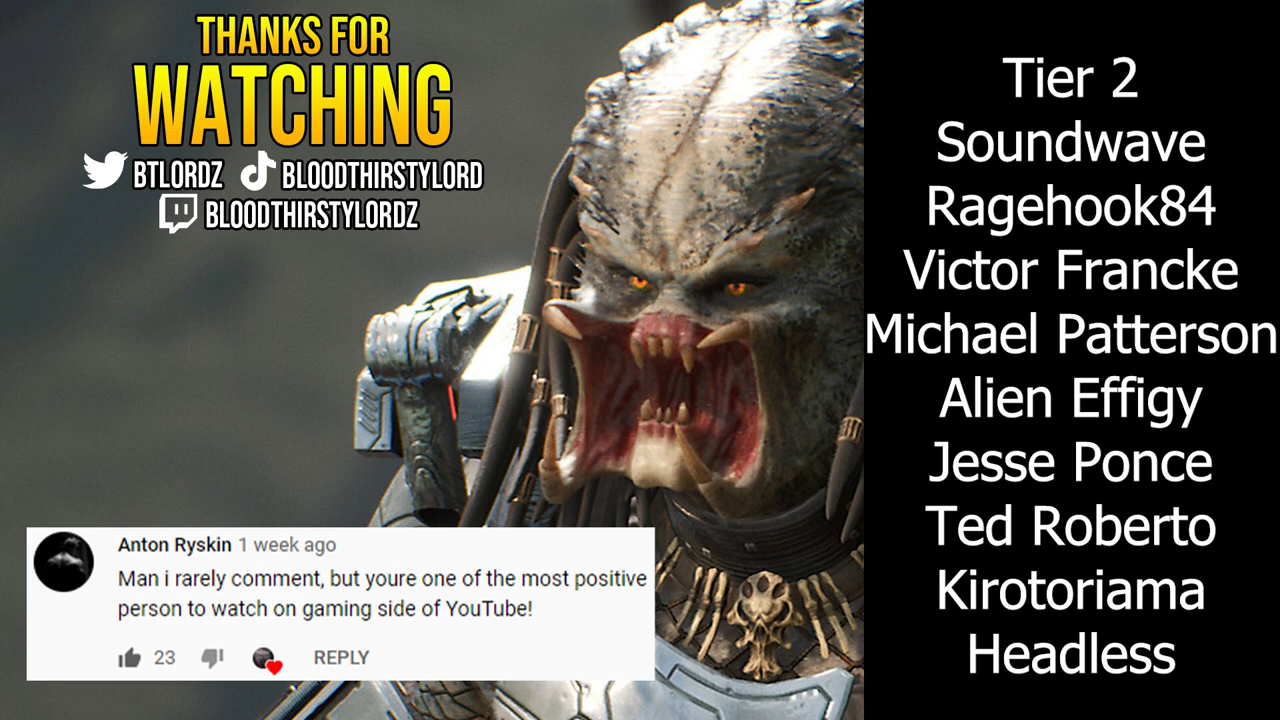 THANKS FOR
WATCHING
BTLORDZ BLOODTHIRSTYLORD
BLOODTHIRSTYLORDZ
Anton Ryskin 1 week ago
Man i rarely comment, but youre one of the most positive
person to watch on gaming side of YouTube!
23 REPLY
Tier 2
Soundwave
Ragehook84
Victor Francke
Michael Patterson
Alien Effigy
Jesse Ponce
Ted Roberto
Kirotoriama
Headless